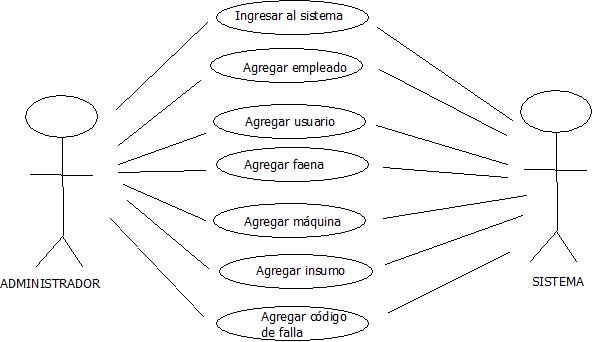 Ingresar al sistema
Agregar empleado
Agregar usuario
Agregar faena
Agregar máquina
Agregar insumo
Agregar código
de falla
ADMINISTRADOR
SISTEMA